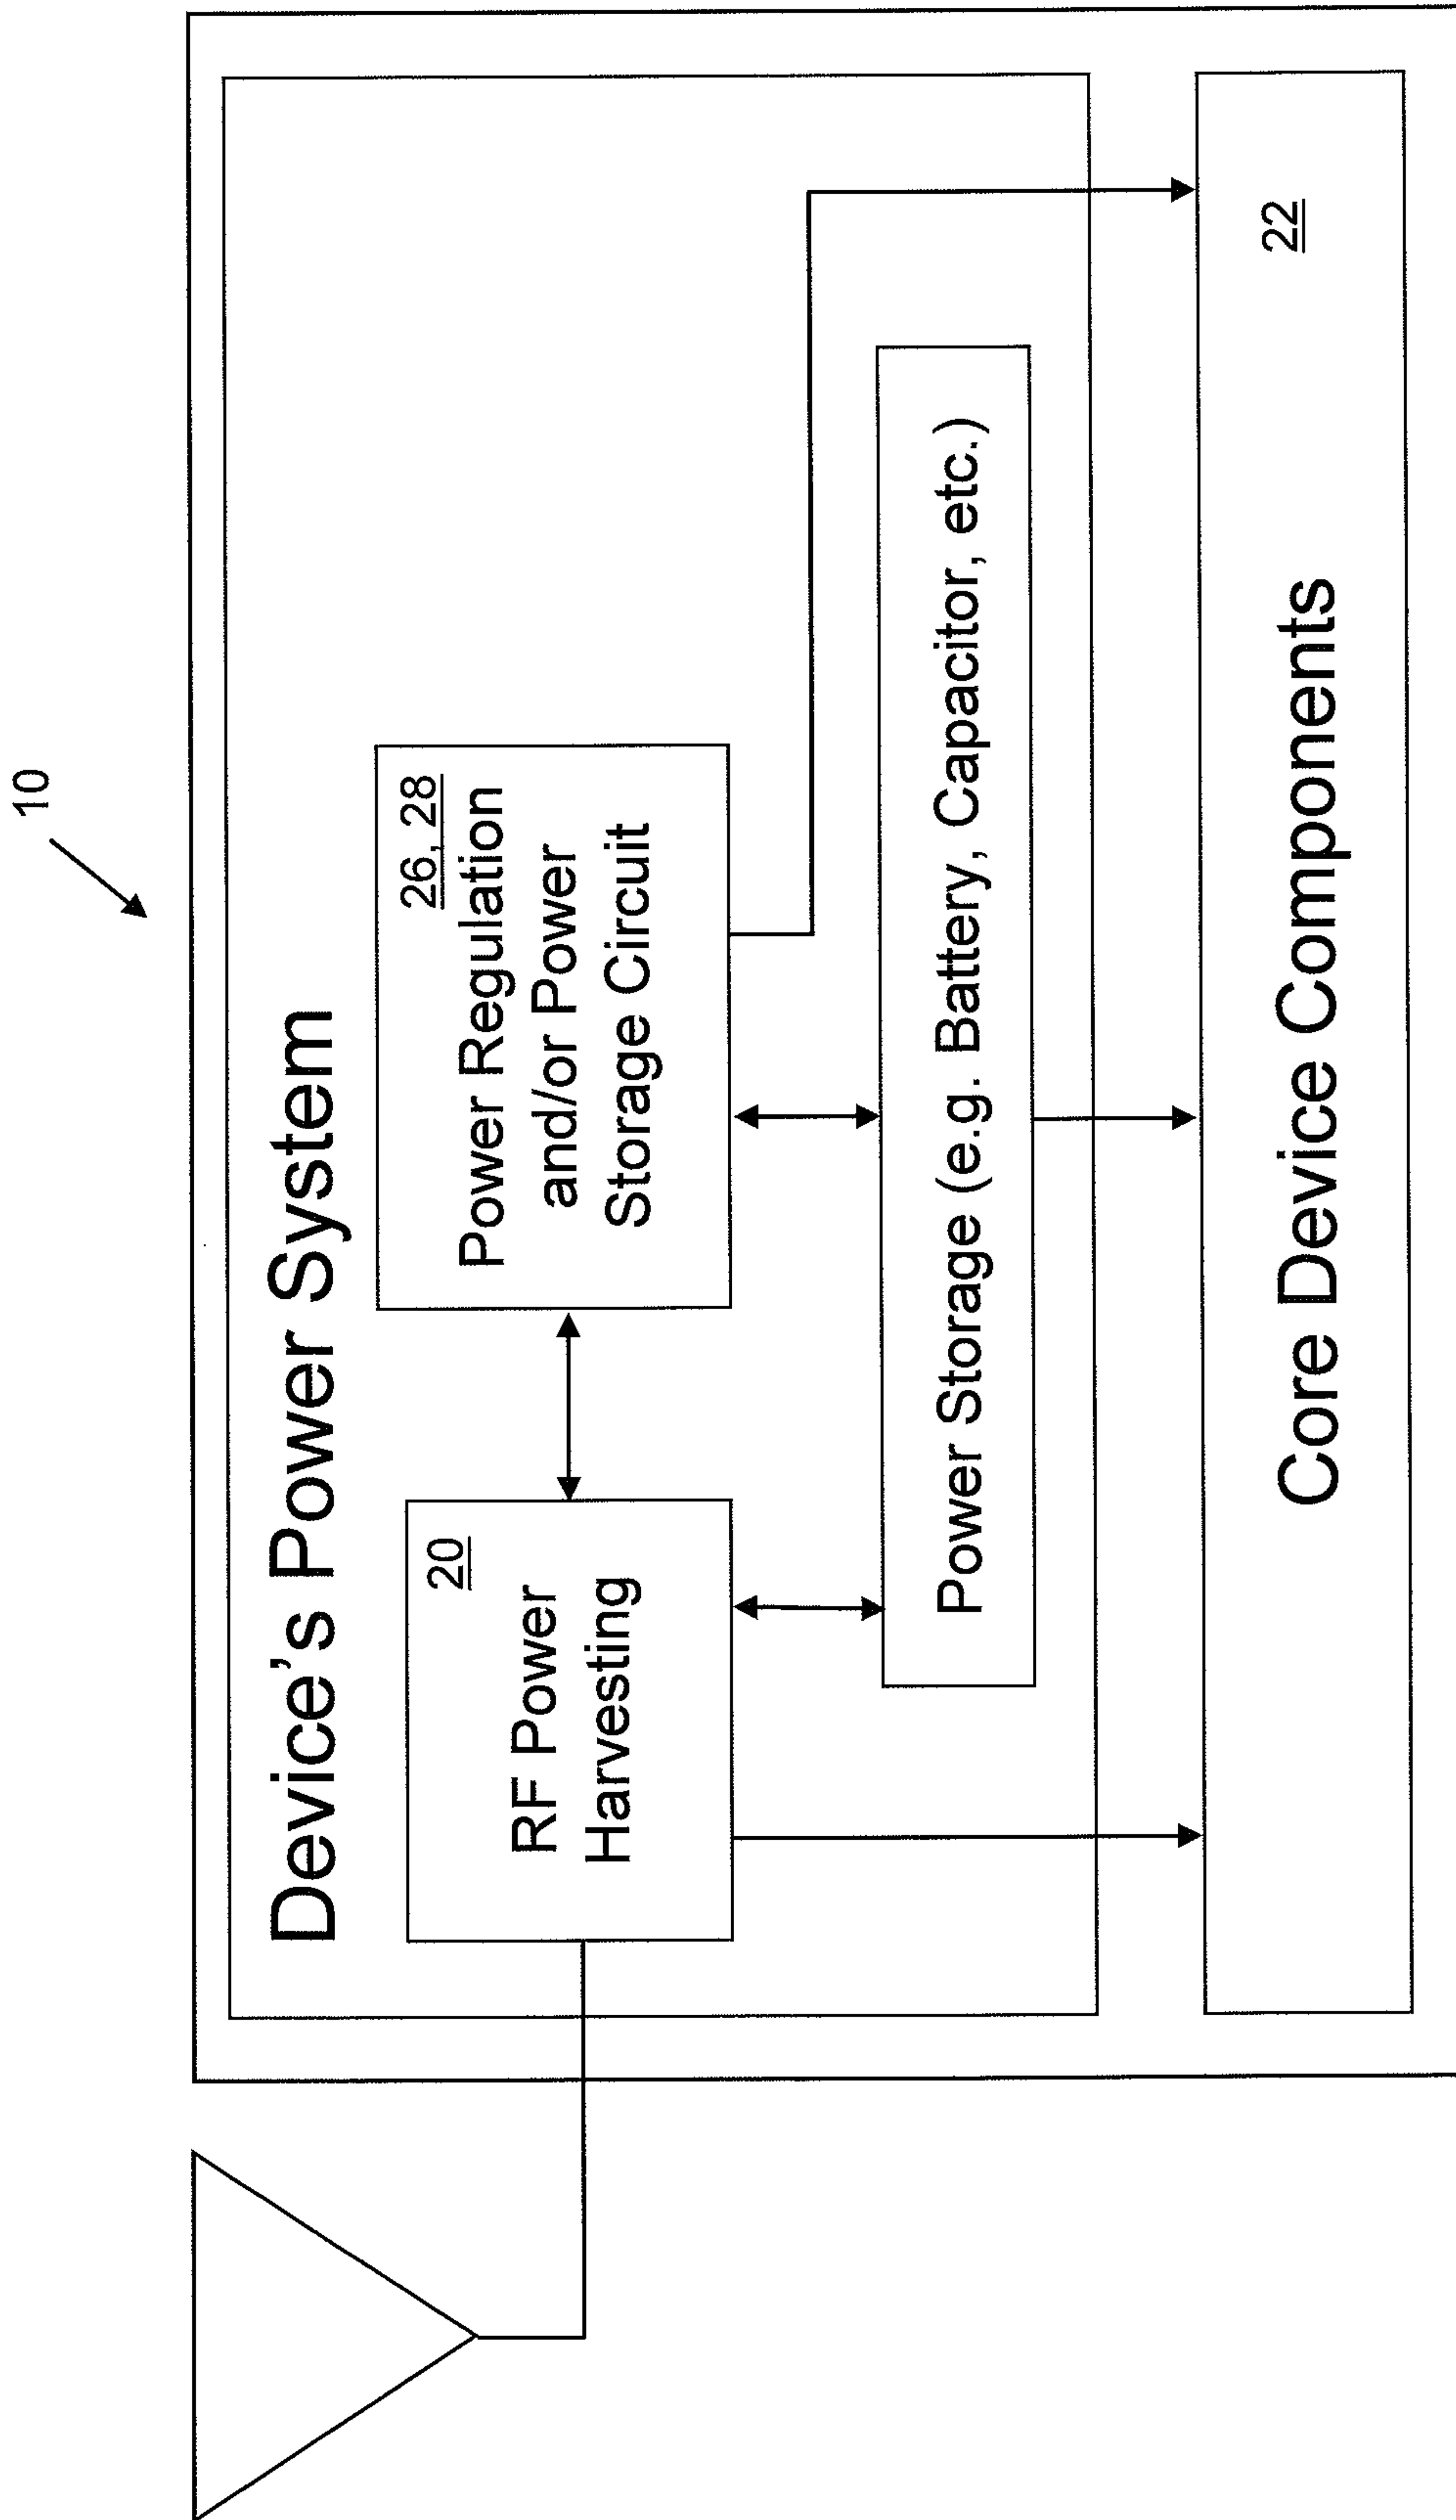 10
Device's Power System
20
RF Power
Harvesting
26, 28
Power Regulation
and/or Power
Storage Circuit
Power Storage (e.g. Battery, Capacitor, etc.)
Core Device Components
22